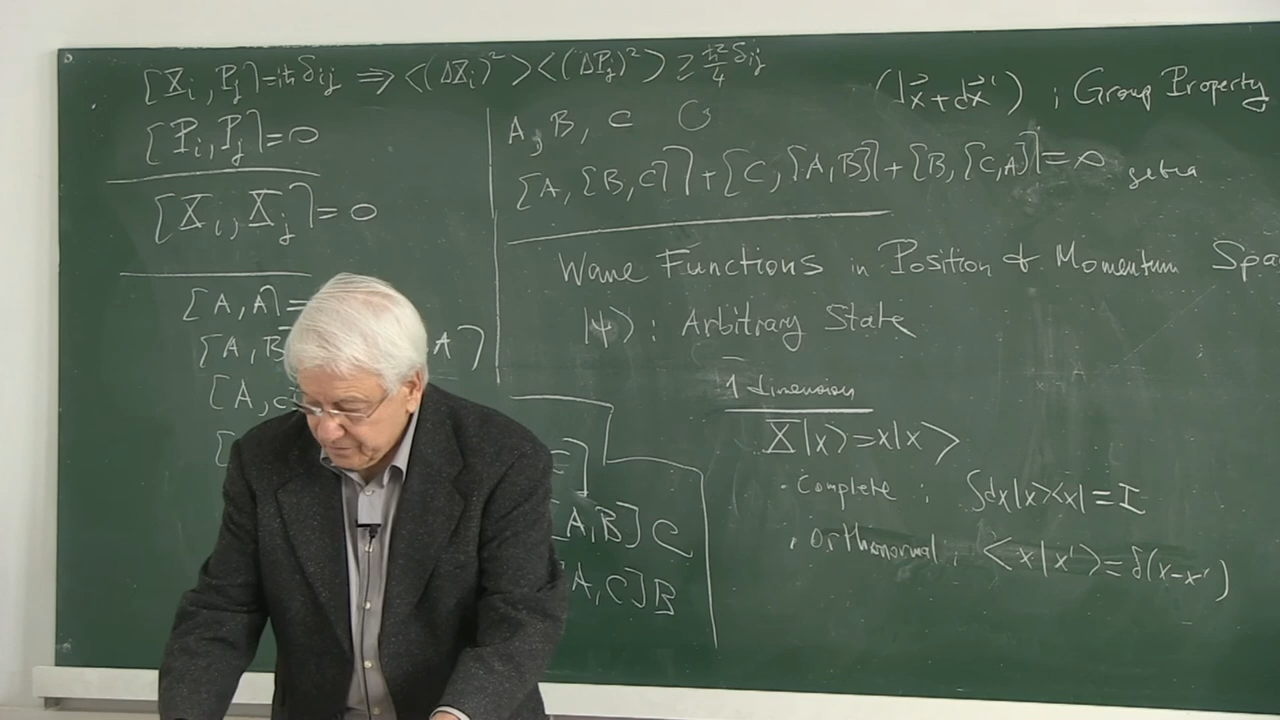 [X_i, P_j] = iħ δ_ij ⇒ <(ΔX_i)²><(ΔP_j)²> ≥ ħ²/4 δ_ij
[P_i, P_j] = 0
[X_i, X_j] = 0
[A, A] =
[A, B A]
[A, c
[
A, B, C
[A, [B, C]] + [C, [A, B]] + [B, [C, A]] = 0
C]
[A, B] C
[A, C] B
(|x⃗ + dx⃗'⟩ ; Group Property
Wave Functions in Position & Momentum Spa
|ψ⟩ : Arbitrary State
1 dimension
X|x⟩ = x|x⟩
· Complete : ∫dx|x⟩⟨x| = I
· Orthonormal : ⟨x|x'⟩ = δ(x-x')